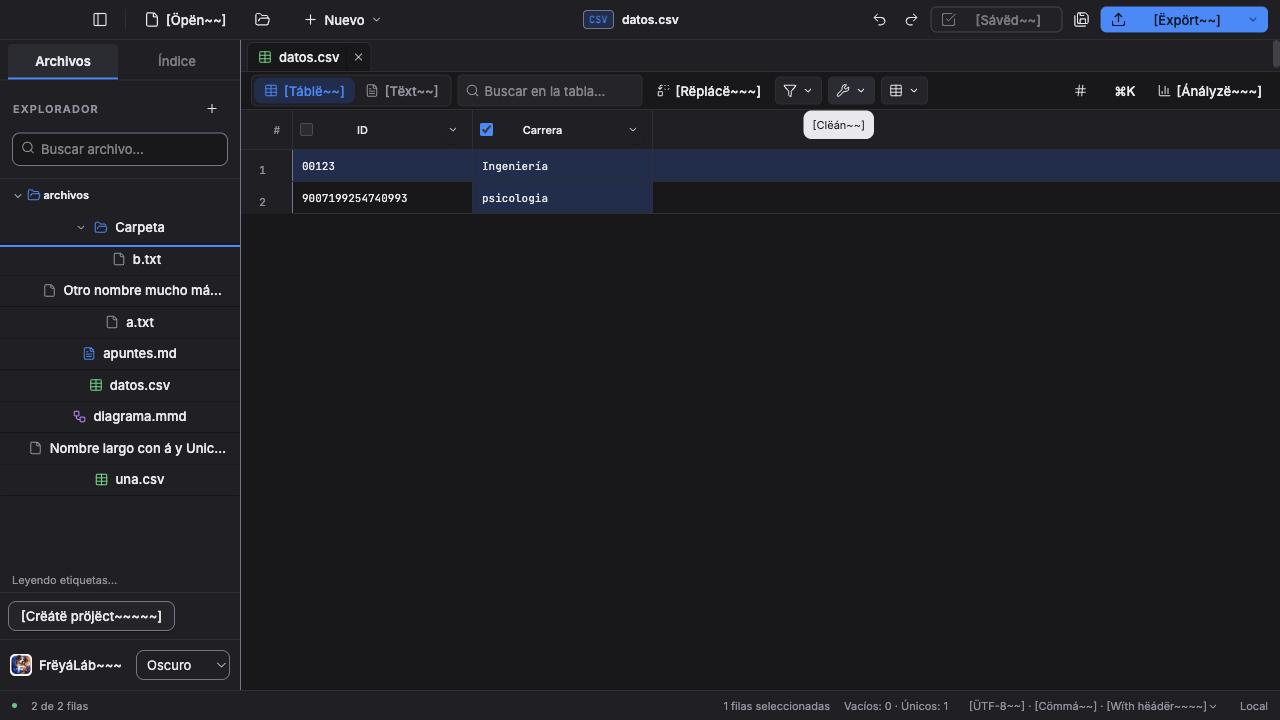 [Öpën~~]
Nuevo
CSV datos.csv
[Sávëd~~]
[Ëxpört~~]
Archivos
Índice
datos.csv
[Táblë~~]
[Tëxt~~]
Buscar en la tabla...
[Rëplácë~~~]
#
⌘K
[Ánályzë~~~]
[Clëán~~]
EXPLORADOR
Buscar archivo...
# ID Carrera
1 00123 Ingeniería
2 9007199254740993 psicologia
archivos
Carpeta
b.txt
Otro nombre mucho má...
a.txt
apuntes.md
datos.csv
diagrama.mmd
Nombre largo con á y Unic...
una.csv
Leyendo etiquetas...
[Crëátë pröjëct~~~~~]
FrëyáLáb~~~
Oscuro
2 de 2 filas
1 filas seleccionadas
Vacíos: 0 · Únicos: 1
[ÜTF-8~~] · [Cömmá~~] · [Wíth hëádër~~~~]
Local